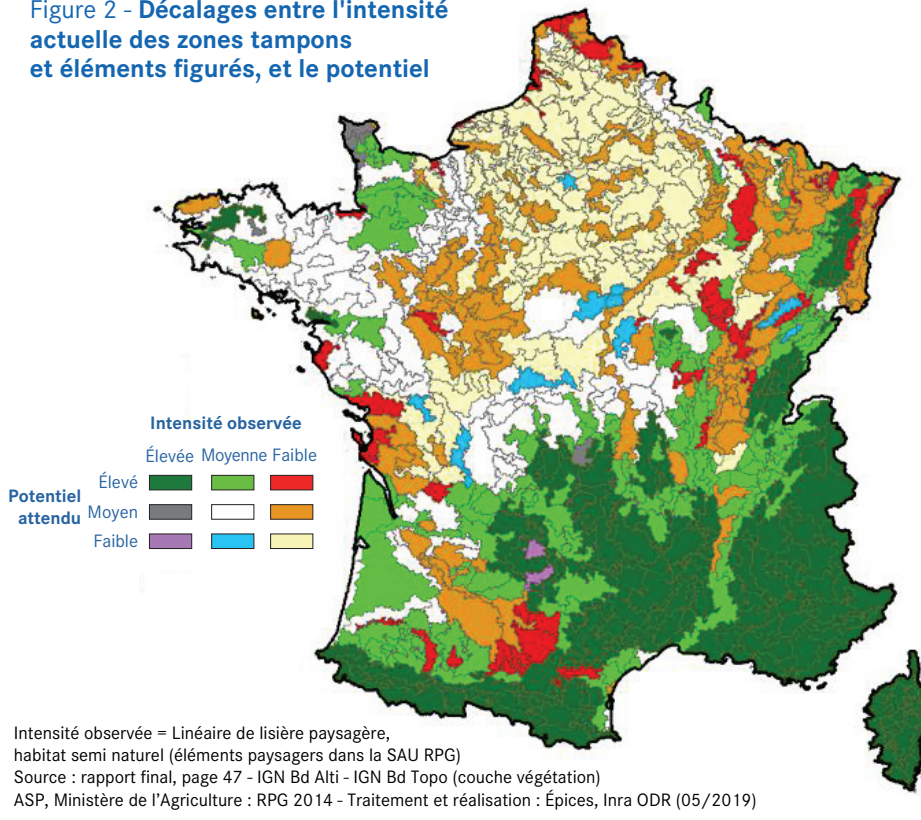 Figure 2 - Décalages entre l'intensité
actuelle des zones tampons
et éléments figurés, et le potentiel
Intensité observée
Élevée Moyenne Faible
Potentiel
attendu
Élevé
Moyen
Faible
Intensité observée = Linéaire de lisière paysagère,
habitat semi naturel (éléments paysagers dans la SAU RPG)
Source : rapport final, page 47 - IGN Bd Alti - IGN Bd Topo (couche végétation)
ASP, Ministère de l'Agriculture : RPG 2014 - Traitement et réalisation : Épices, Inra ODR (05/2019)